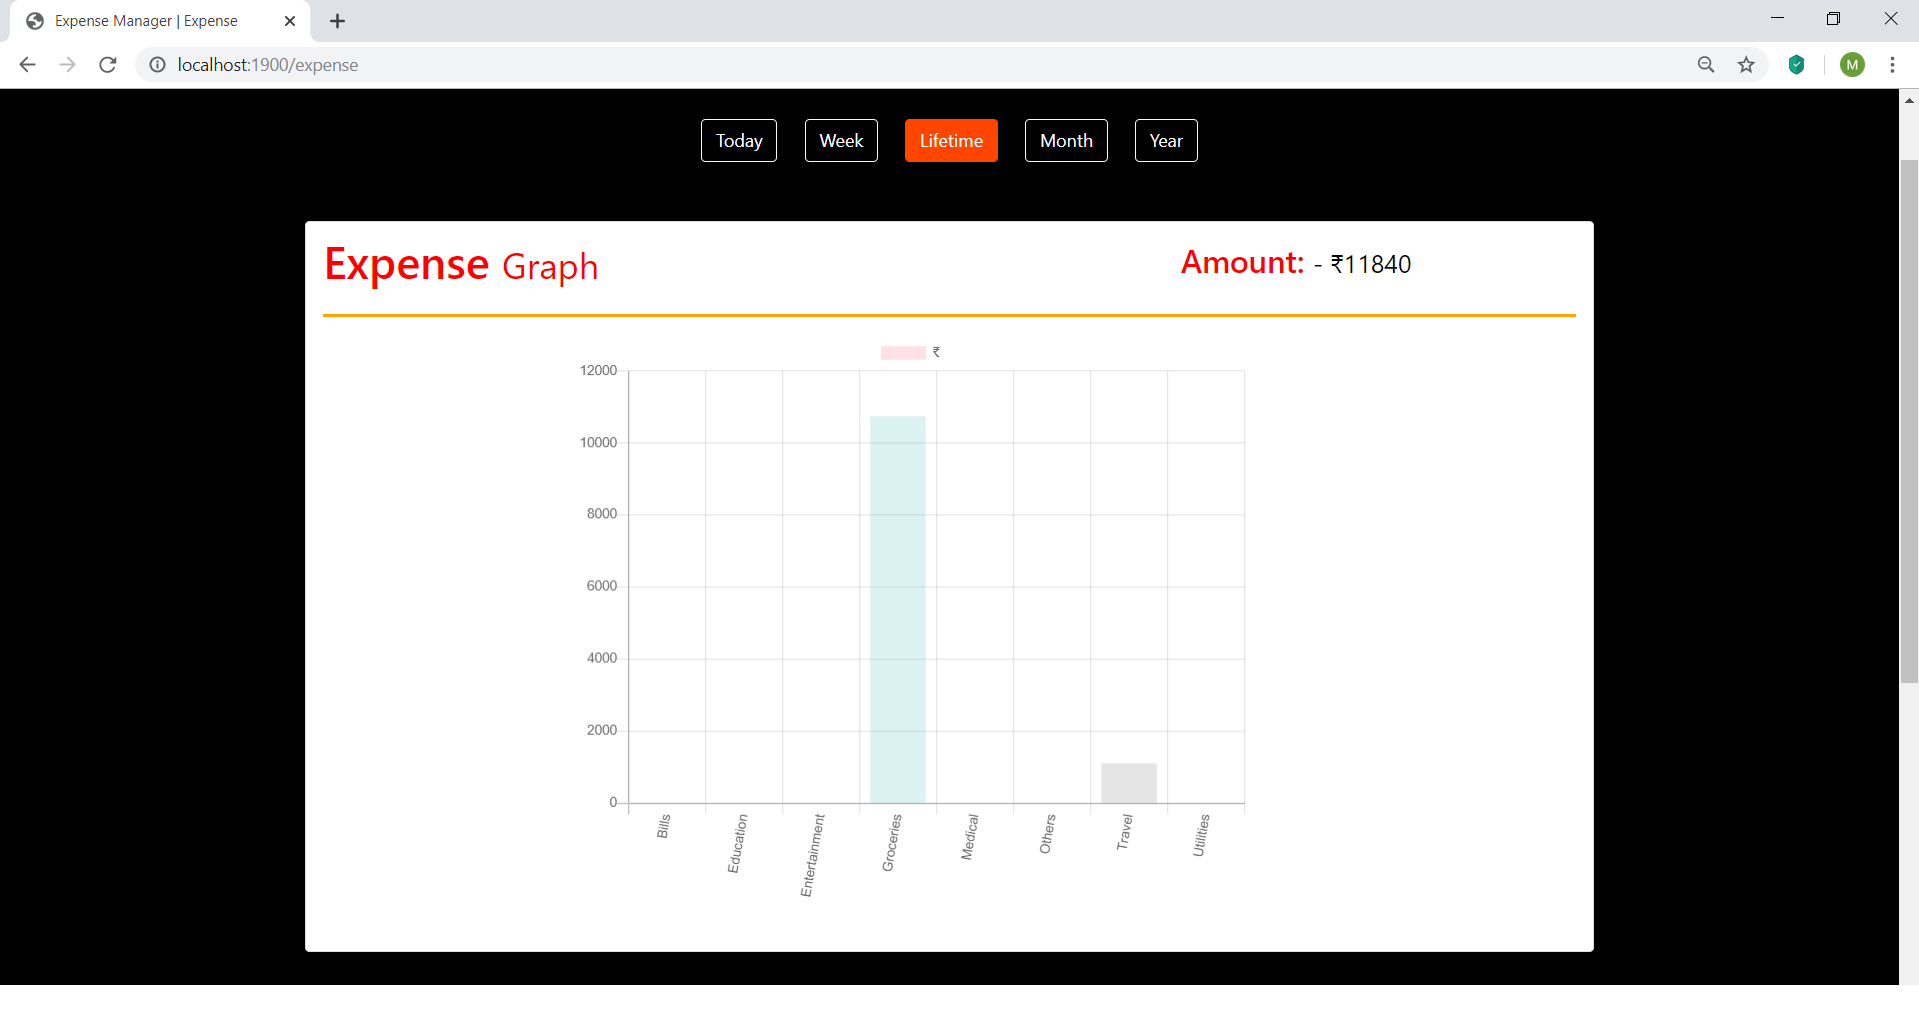 Expense Manager | Expense
localhost:1900/expense
M
Today Week Lifetime Month Year
Expense Graph
Amount: - ₹11840
₹
12000
10000
8000
6000
4000
2000
0
Bills Education Entertainment Groceries Medical Others Travel Utilities